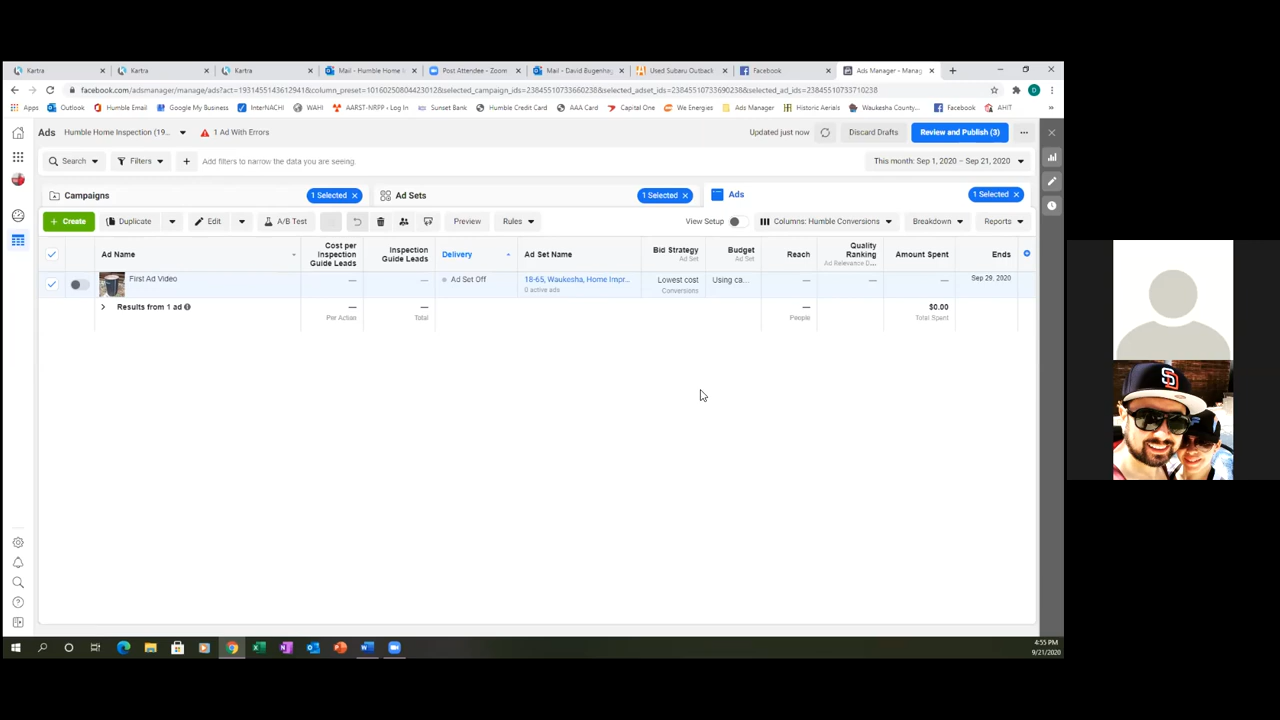 Kartra
Kartra
Kartra
Mail - Humble Home I
Post Attendee - Zoom
Mail - David Bugenhag
Used Subaru Outback
Facebook
Ads Manager - Manag
facebook.com/adsmanager/manage/ads?act=193145514361294&column_preset=10160250804423012&selected_campaign_ids=23845510733660238&selected_adset_ids=23845510733690238&selected_ad_ids=23845510733710238
Apps
Outlook
Humble Email
Google My Business
InterNACHI
WAHI
AARST-NRPP • Log In
Sunset Bank
Humble Credit Card
AAA Card
Capital One
We Energies
Ads Manager
Historic Aerials
Waukesha County...
Facebook
AHIT
»
Ads
Humble Home Inspection (19...
1 Ad With Errors
Updated just now
Discard Drafts
Review and Publish (3)
Search
Filters
Add filters to narrow the data you are seeing.
This month: Sep 1, 2020 – Sep 21, 2020
Campaigns
1 Selected
Ad Sets
1 Selected
Ads
1 Selected
+ Create
Duplicate
Edit
A/B Test
Preview
Rules
View Setup
Columns: Humble Conversions
Breakdown
Reports
Ad Name
Cost per
Inspection
Guide Leads
Inspection
Guide Leads
Delivery
Ad Set Name
Bid Strategy
Ad Set
Budget
Ad Set
Reach
Quality
Ranking
Ad Relevance D...
Amount Spent
Ends
First Ad Video
—
—
Ad Set Off
18-65, Waukesha, Home Impr...
0 active ads
Lowest cost
Conversions
Using ca...
—
—
—
Sep 29, 2020
Results from 1 ad
—
Per Action
—
Total
—
People
$0.00
Total Spent
4:55 PM
9/21/2020
SD